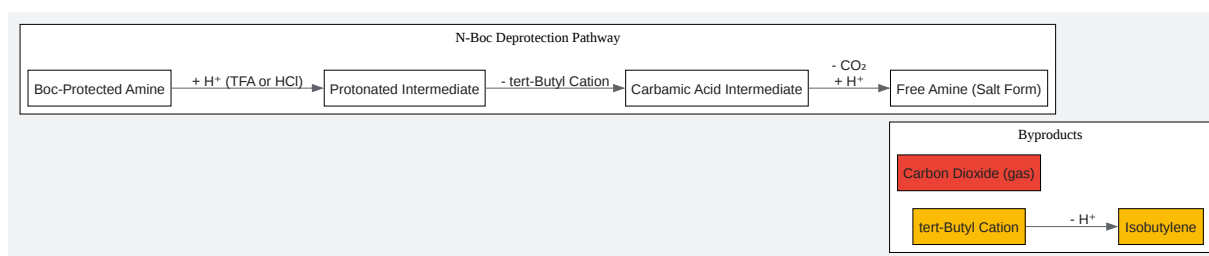 N-Boc Deprotection Pathway
Boc-Protected Amine
+ H⁺ (TFA or HCl)
Protonated Intermediate
- tert-Butyl Cation
Carbamic Acid Intermediate
- CO₂
+ H⁺
Free Amine (Salt Form)
Byproducts
Carbon Dioxide (gas)
tert-Butyl Cation
- H⁺
Isobutylene